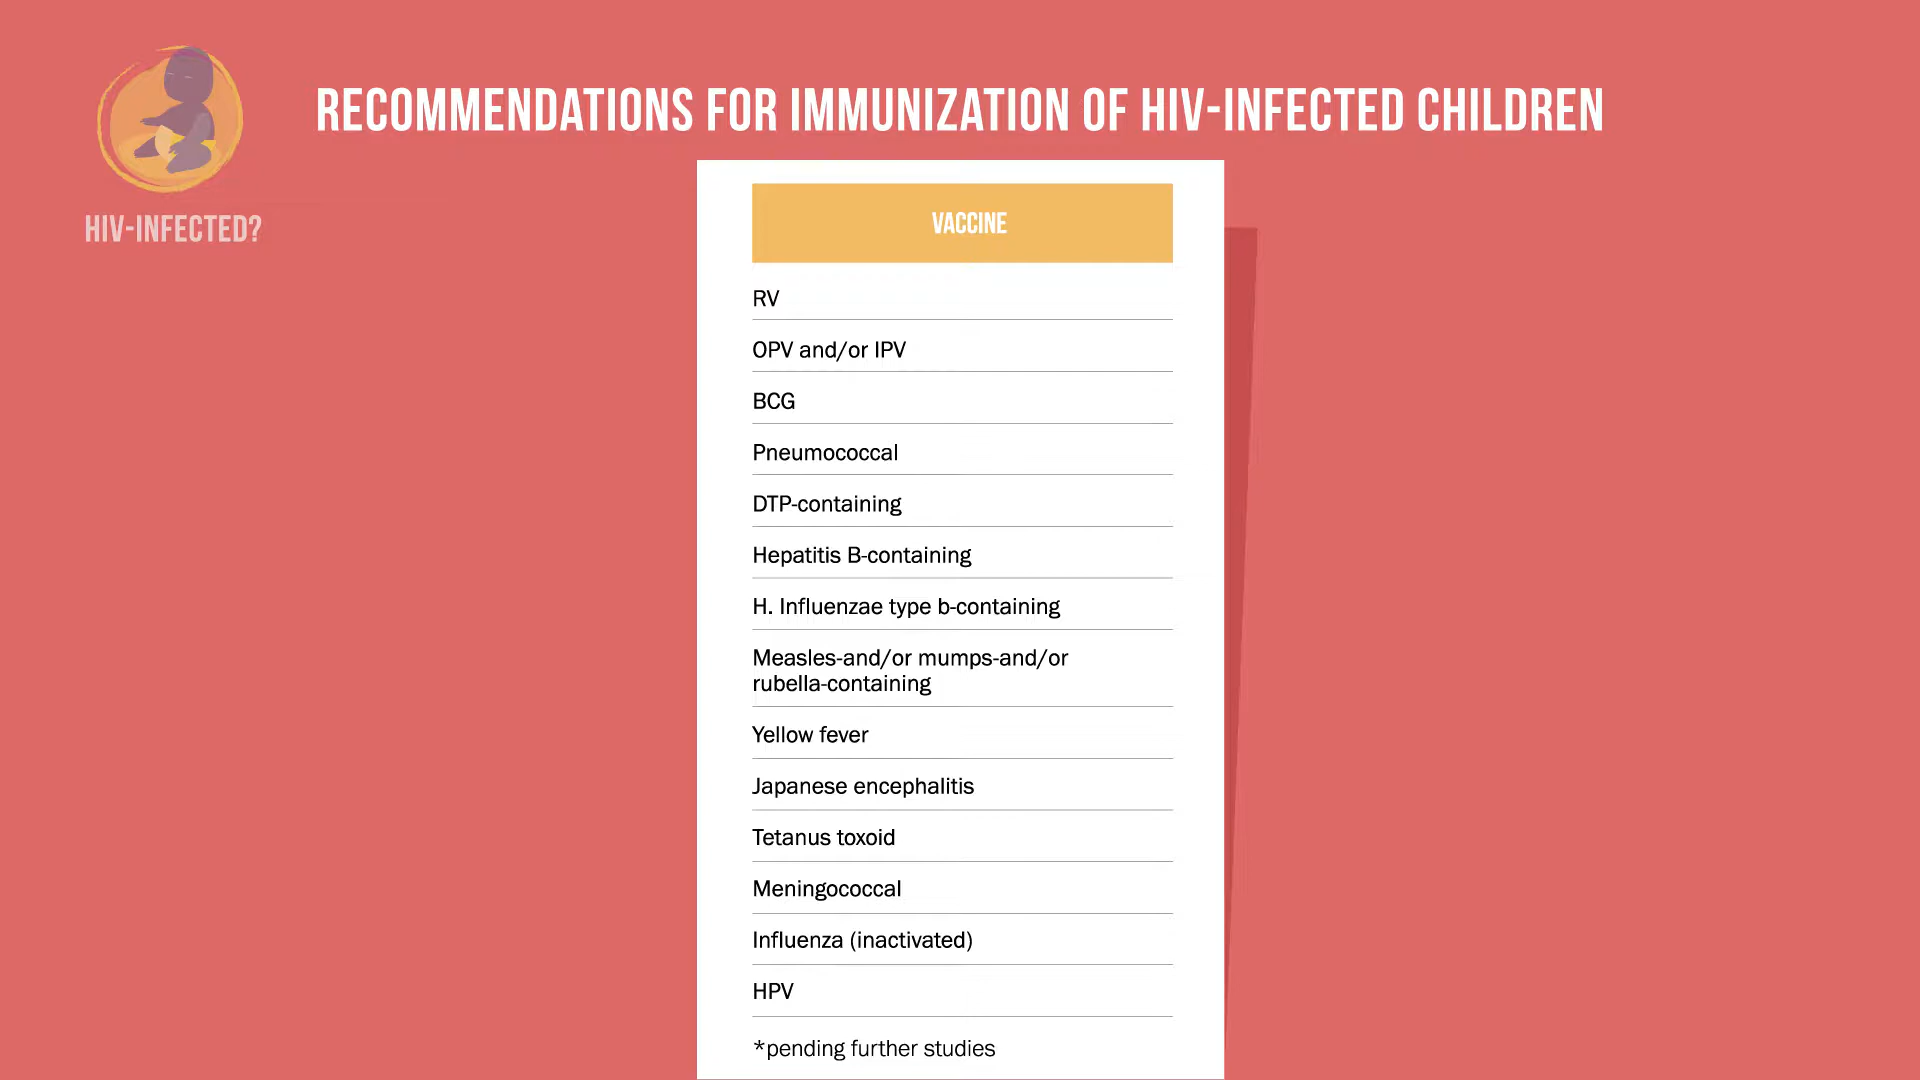 RECOMMENDATIONS FOR IMMUNIZATION OF HIV-INFECTED CHILDREN
HIV-INFECTED?
VACCINE
RV
OPV and/or IPV
BCG
Pneumococcal
DTP-containing
Hepatitis B-containing
H. Influenzae type b-containing
Measles-and/or mumps-and/or
rubella-containing
Yellow fever
Japanese encephalitis
Tetanus toxoid
Meningococcal
Influenza (inactivated)
HPV
*pending further studies